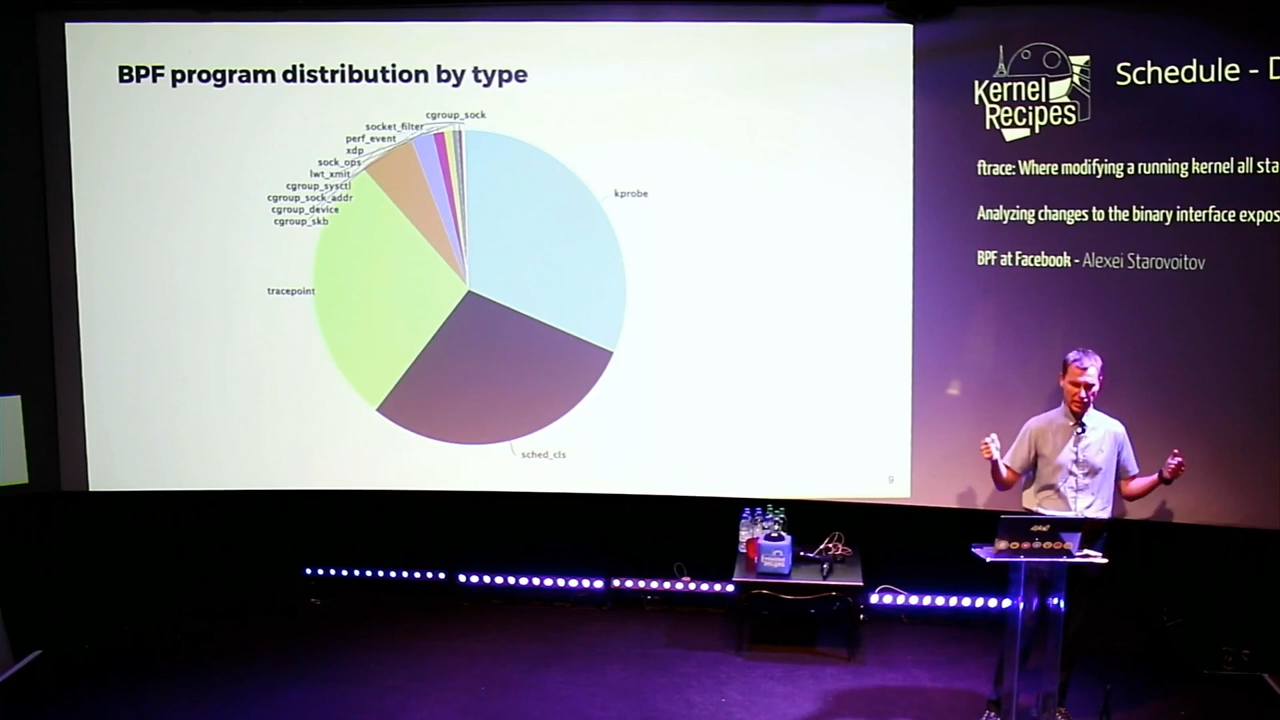 BPF program distribution by type
cgroup_sock
socket_filter
perf_event
xdp
sock_ops
lwt_xmit
cgroup_sysctl
cgroup_sock_addr
cgroup_device
cgroup_skb
kprobe
tracepoint
sched_cls
9
Kernel
Recipes
Schedule - D
ftrace: Where modifying a running kernel all sta
Analyzing changes to the binary interface expos
BPF at Facebook - Alexei Starovoitov